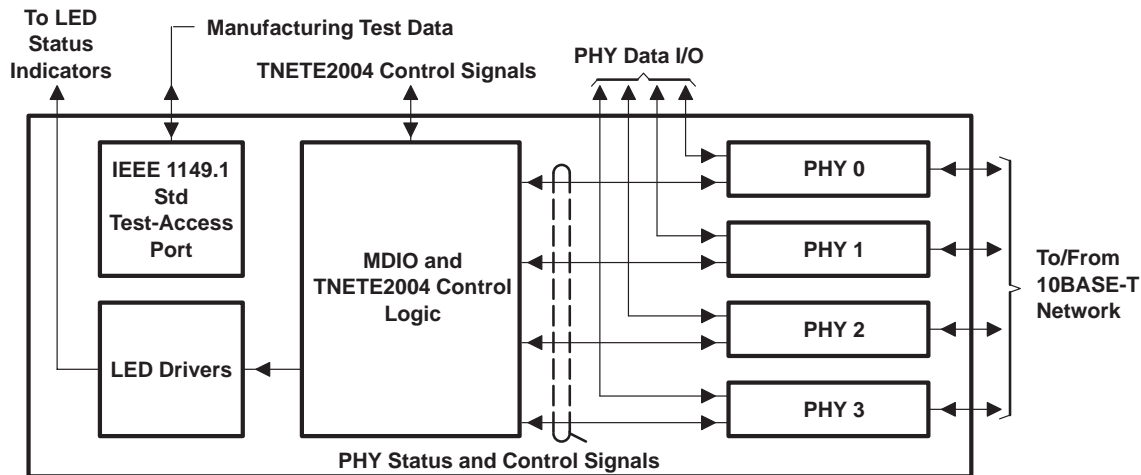 To LED
Status
Indicators
Manufacturing Test Data
TNETE2004 Control Signals
PHY Data I/O
IEEE 1149.1
Std
Test-Access
Port
MDIO and
TNETE2004 Control
Logic
LED Drivers
PHY 0
PHY 1
PHY 2
PHY 3
To/From
10BASE-T
Network
PHY Status and Control Signals